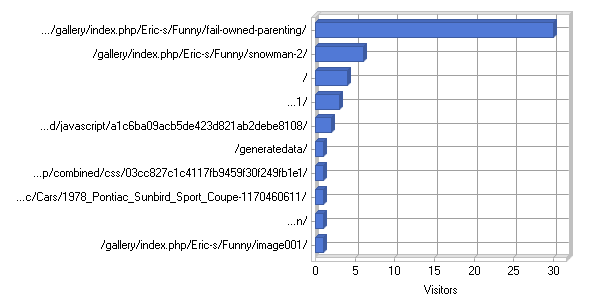 .../gallery/index.php/Eric-s/Funny/fail-owned-parenting/
/gallery/index.php/Eric-s/Funny/snowman-2/
/
...1/
...d/javascript/a1c6ba09acb5de423d821ab2debe8108/
/generatedata/
...p/combined/css/03cc827c1c4117fb9459f30f249fb1e1/
...c/Cars/1978_Pontiac_Sunbird_Sport_Coupe-1170460611/
...n/
/gallery/index.php/Eric-s/Funny/image001/
0 5 10 15 20 25 30
Visitors